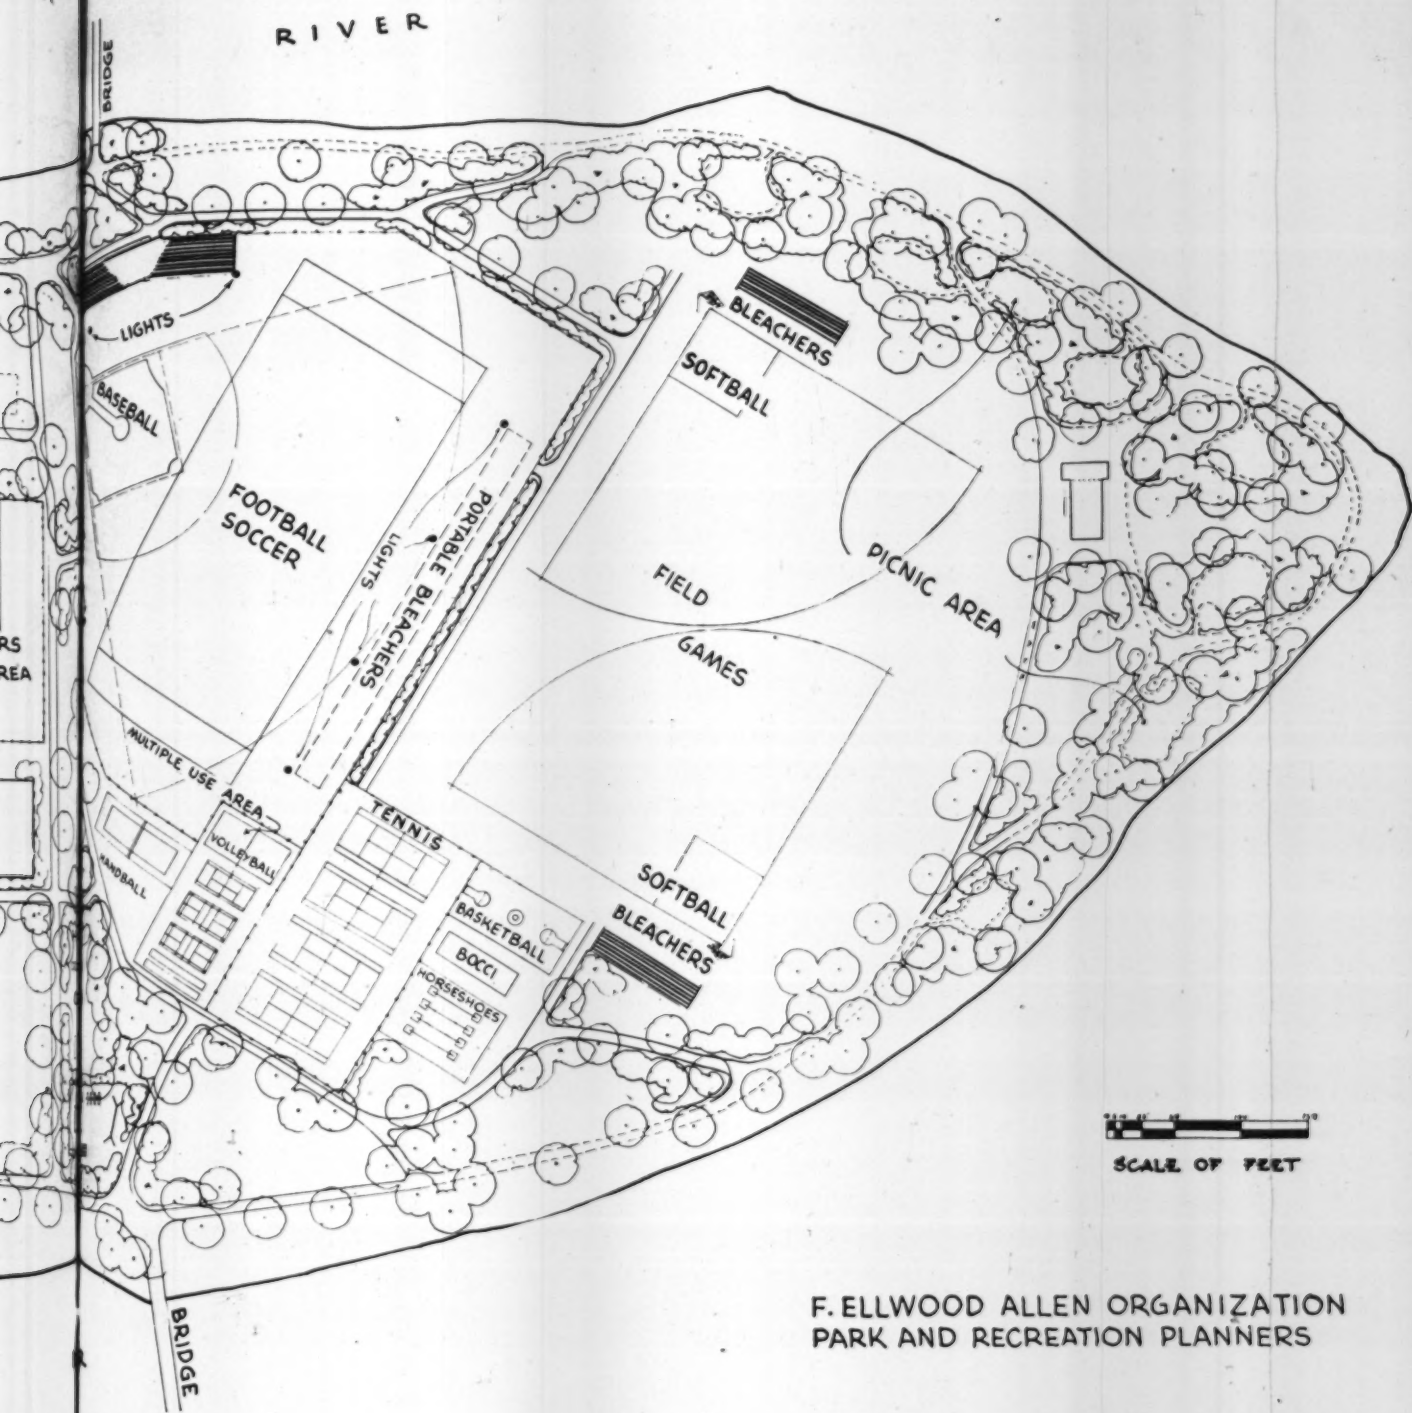 RIVER
BRIDGE
LIGHTS
BLEACHERS
SOFTBALL
BASEBALL
FOOTBALL
SOCCER
LIGHTS
PORTABLE BLEACHERS
FIELD
GAMES
PICNIC AREA
RS
REA
MULTIPLE USE AREA
TENNIS
VOLLEYBALL
HANDBALL
BASKETBALL
BOCCI
HORSESHOES
SOFTBALL
BLEACHERS
SCALE OF FEET
BRIDGE
F. ELLWOOD ALLEN ORGANIZATION
PARK AND RECREATION PLANNERS